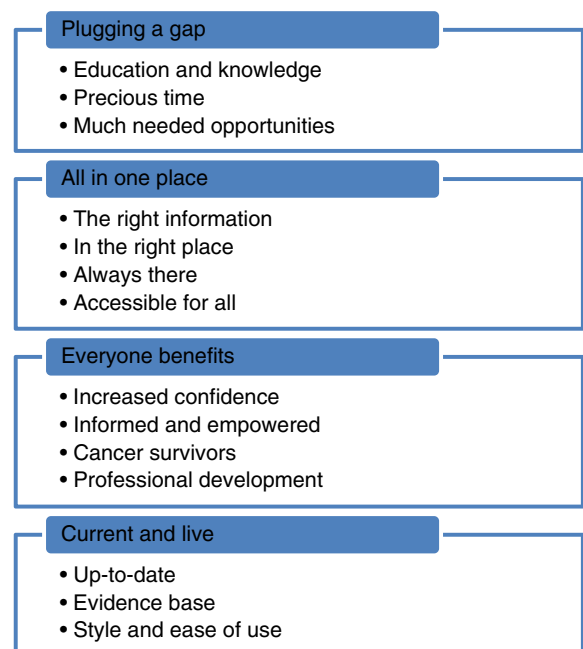 Plugging a gap
• Education and knowledge
• Precious time
• Much needed opportunities
All in one place
• The right information
• In the right place
• Always there
• Accessible for all
Everyone benefits
• Increased confidence
• Informed and empowered
• Cancer survivors
• Professional development
Current and live
• Up-to-date
• Evidence base
• Style and ease of use